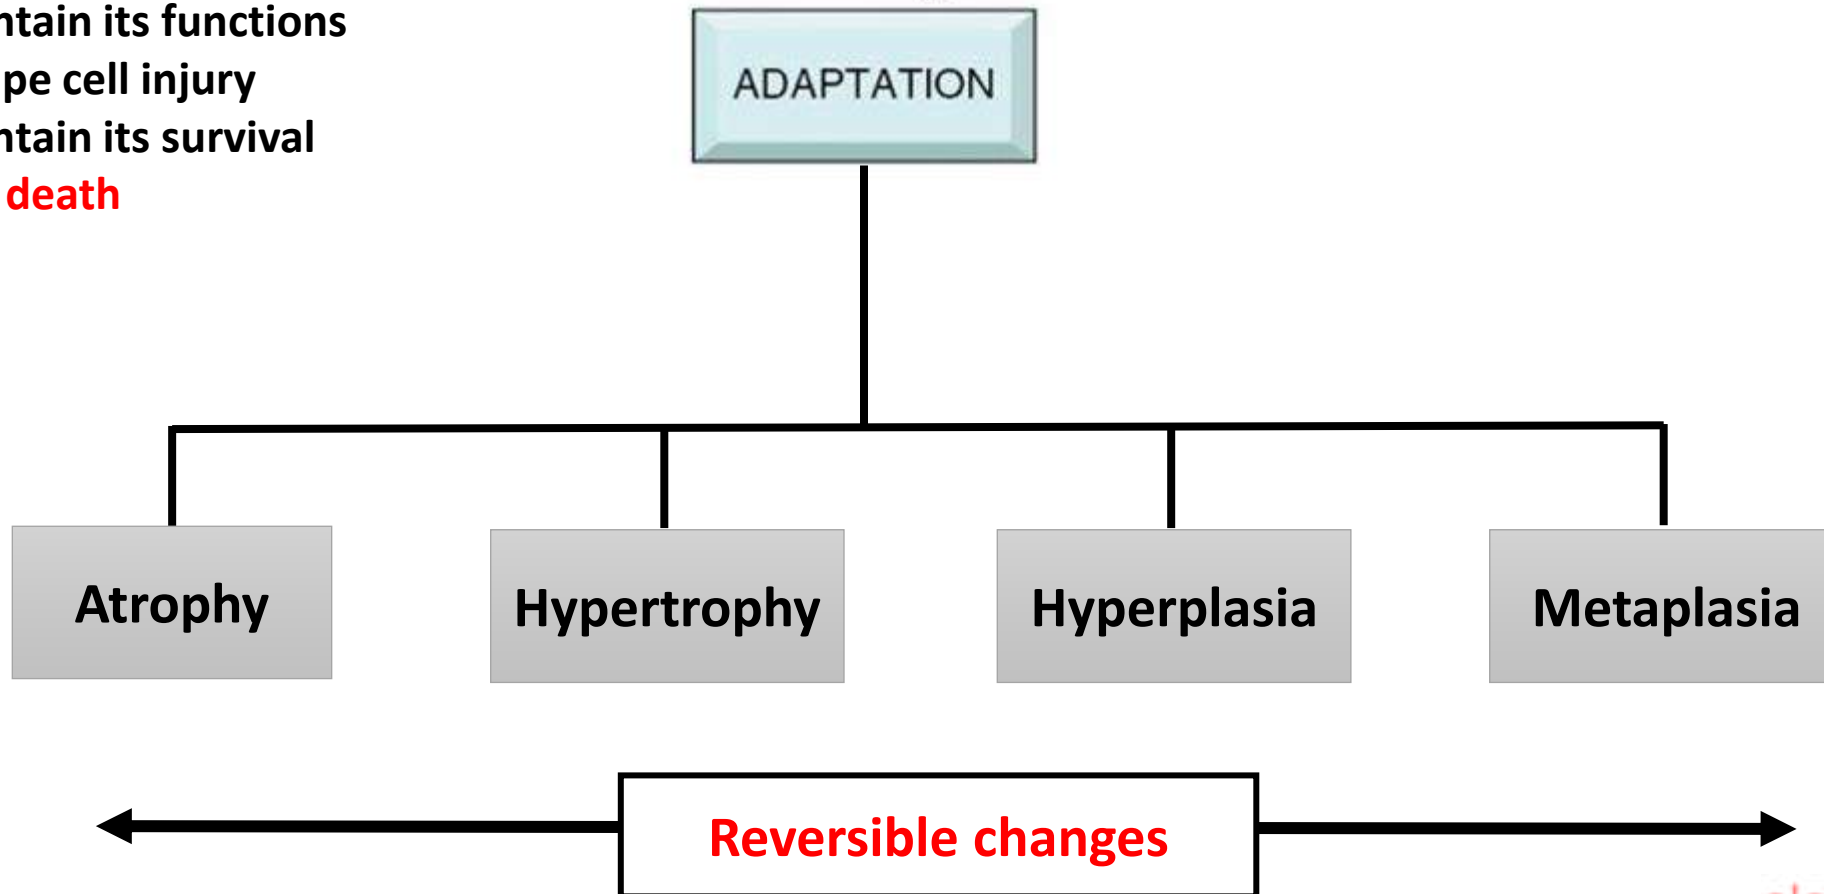 ntain its functions
pe cell injury
ntain its survival
death
ADAPTATION
Atrophy
Hypertrophy
Hyperplasia
Metaplasia
Reversible changes